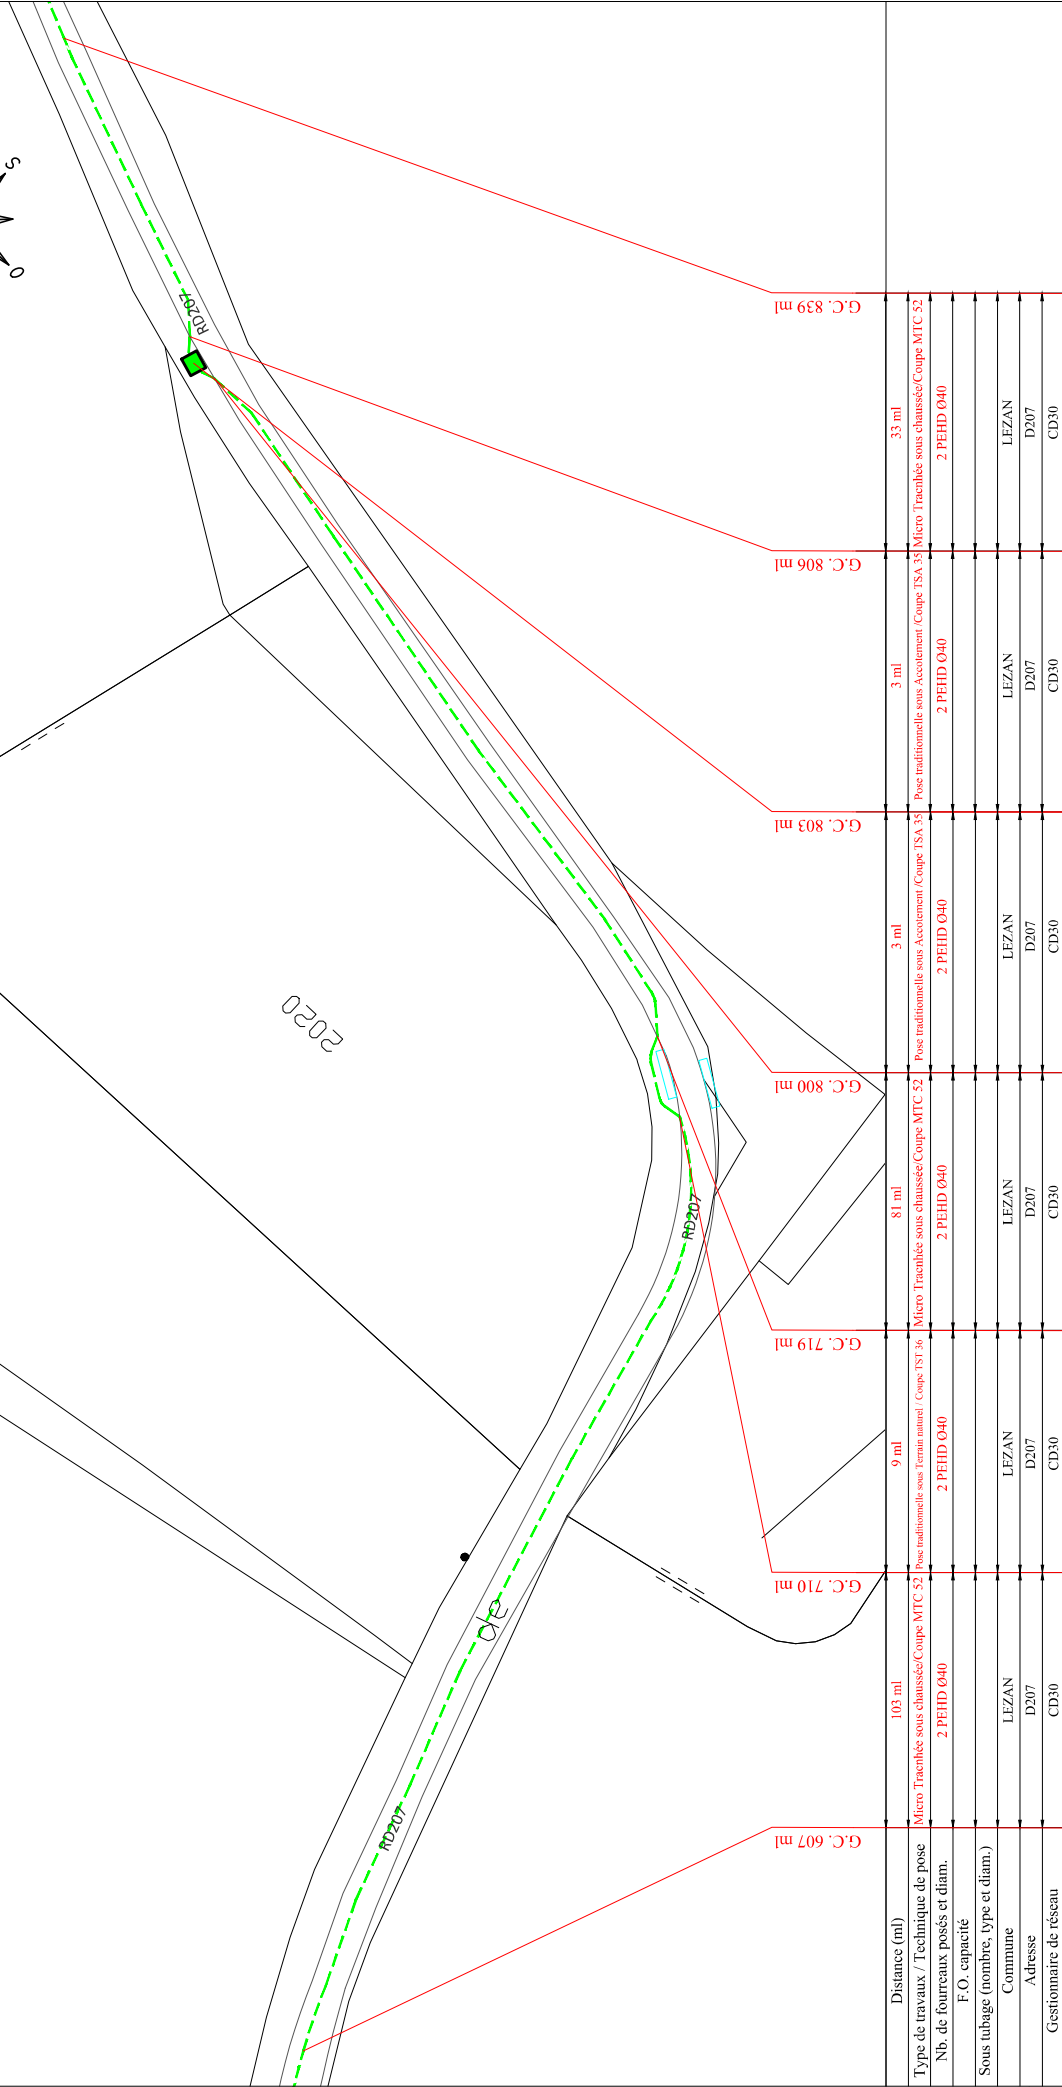 S
O
RD207
2020
RD207
de
RD207
G.C. 607 ml
G.C. 710 ml
G.C. 719 ml
G.C. 800 ml
G.C. 803 ml
G.C. 806 ml
G.C. 839 ml
Distance (ml) 103 ml 9 ml 81 ml 3 ml 3 ml 33 ml
Type de travaux / Technique de pose Micro Tracnhée sous chaussée/Coupe MTC 52 Pose traditionnelle sous Terrain naturel / Coupe TST 36 Micro Tracnhée sous chaussée/Coupe MTC 52 Pose traditionnelle sous Accotement /Coupe TSA 35 Pose traditionnelle sous Accotement /Coupe TSA 35 Micro Tracnhée sous chaussée/Coupe MTC 52
Nb. de fourreaux posés et diam. 2 PEHD Ø40 2 PEHD Ø40 2 PEHD Ø40 2 PEHD Ø40 2 PEHD Ø40 2 PEHD Ø40
F.O. capacité
Sous tubage (nombre, type et diam.)
Commune LEZAN LEZAN LEZAN LEZAN LEZAN LEZAN
Adresse D207 D207 D207 D207 D207 D207
Gestionnaire de réseau CD30 CD30 CD30 CD30 CD30 CD30